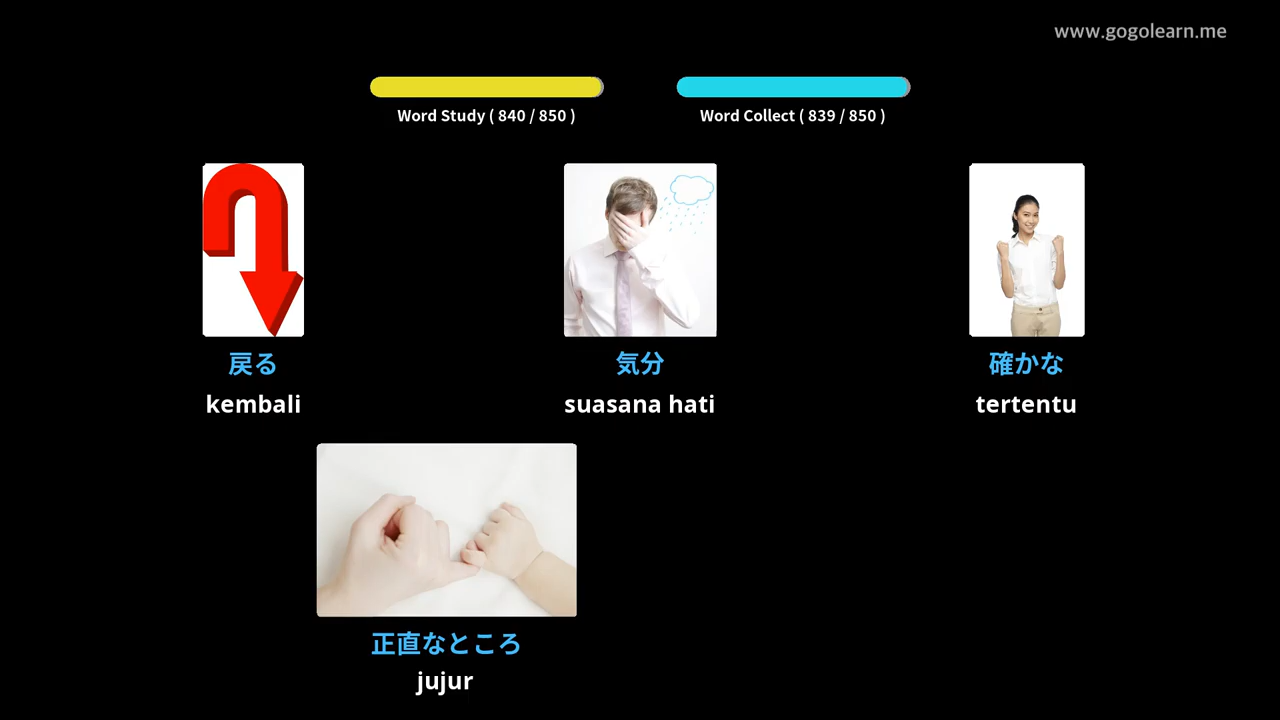 www.gogolearn.me
Word Study ( 840 / 850 )
Word Collect ( 839 / 850 )
戻る
kembali
気分
suasana hati
確かな
tertentu
正直なところ
jujur